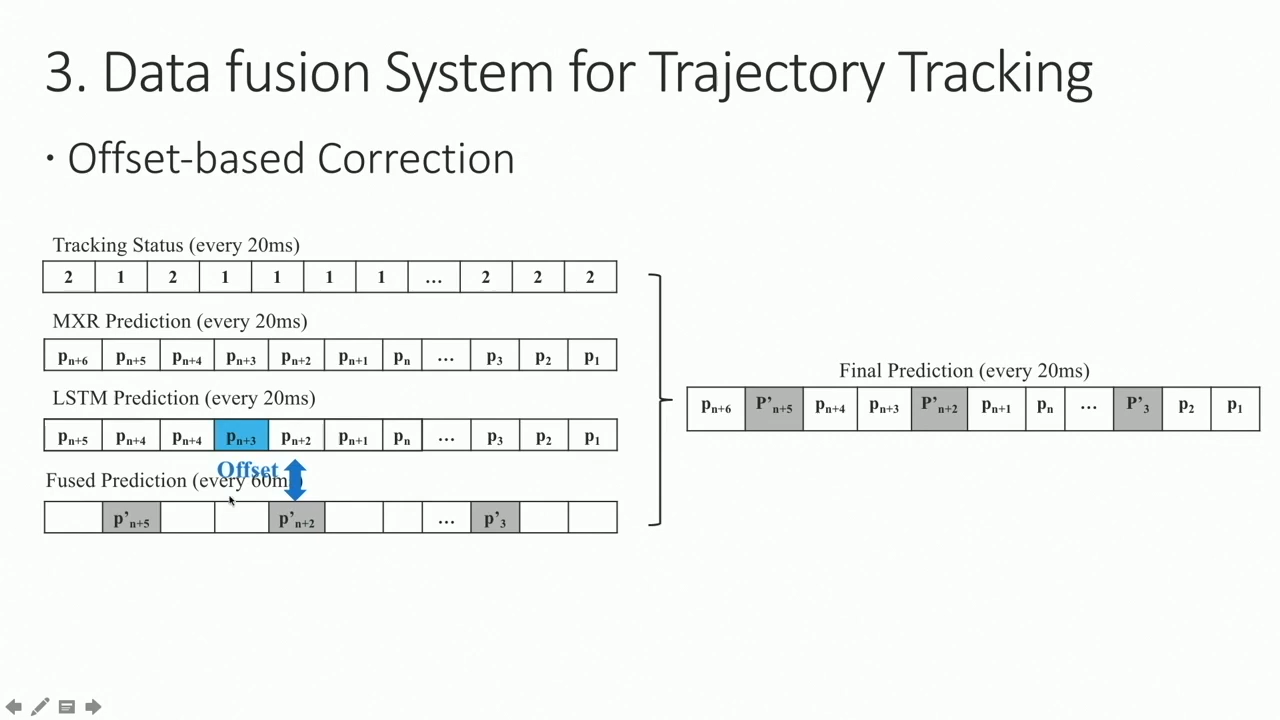 3. Data fusion System for Trajectory Tracking
• Offset-based Correction
Tracking Status (every 20ms)
2 1 2 1 1 1 1 … 2 2 2
MXR Prediction (every 20ms)
pn+6 pn+5 pn+4 pn+3 pn+2 pn+1 pn … p3 p2 p1
LSTM Prediction (every 20ms)
pn+5 pn+4 pn+4 pn+3 pn+2 pn+1 pn … p3 p2 p1
Offset
Fused Prediction (every 60m)
p’n+5 p’n+2 … p’3
Final Prediction (every 20ms)
pn+6 P’n+5 pn+4 pn+3 P’n+2 pn+1 pn … P’3 p2 p1